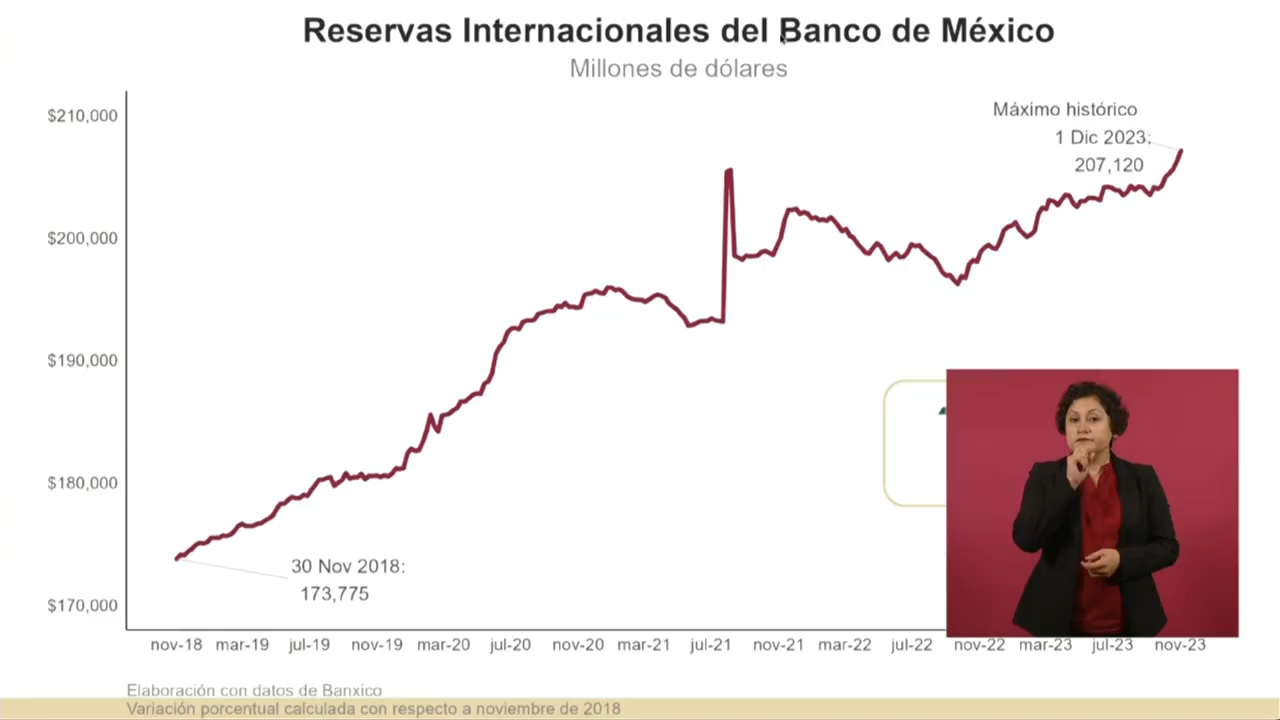 Reservas Internacionales del Banco de México
Millones de dólares
$210,000
$200,000
$190,000
$180,000
$170,000
Máximo histórico
1 Dic 2023:
207,120
30 Nov 2018:
173,775
nov-18 mar-19 jul-19 nov-19 mar-20 jul-20 nov-20 mar-21 jul-21 nov-21 mar-22 jul-22 nov-22 mar-23 jul-23 nov-23
Elaboración con datos de Banxico
Variación porcentual calculada con respecto a noviembre de 2018